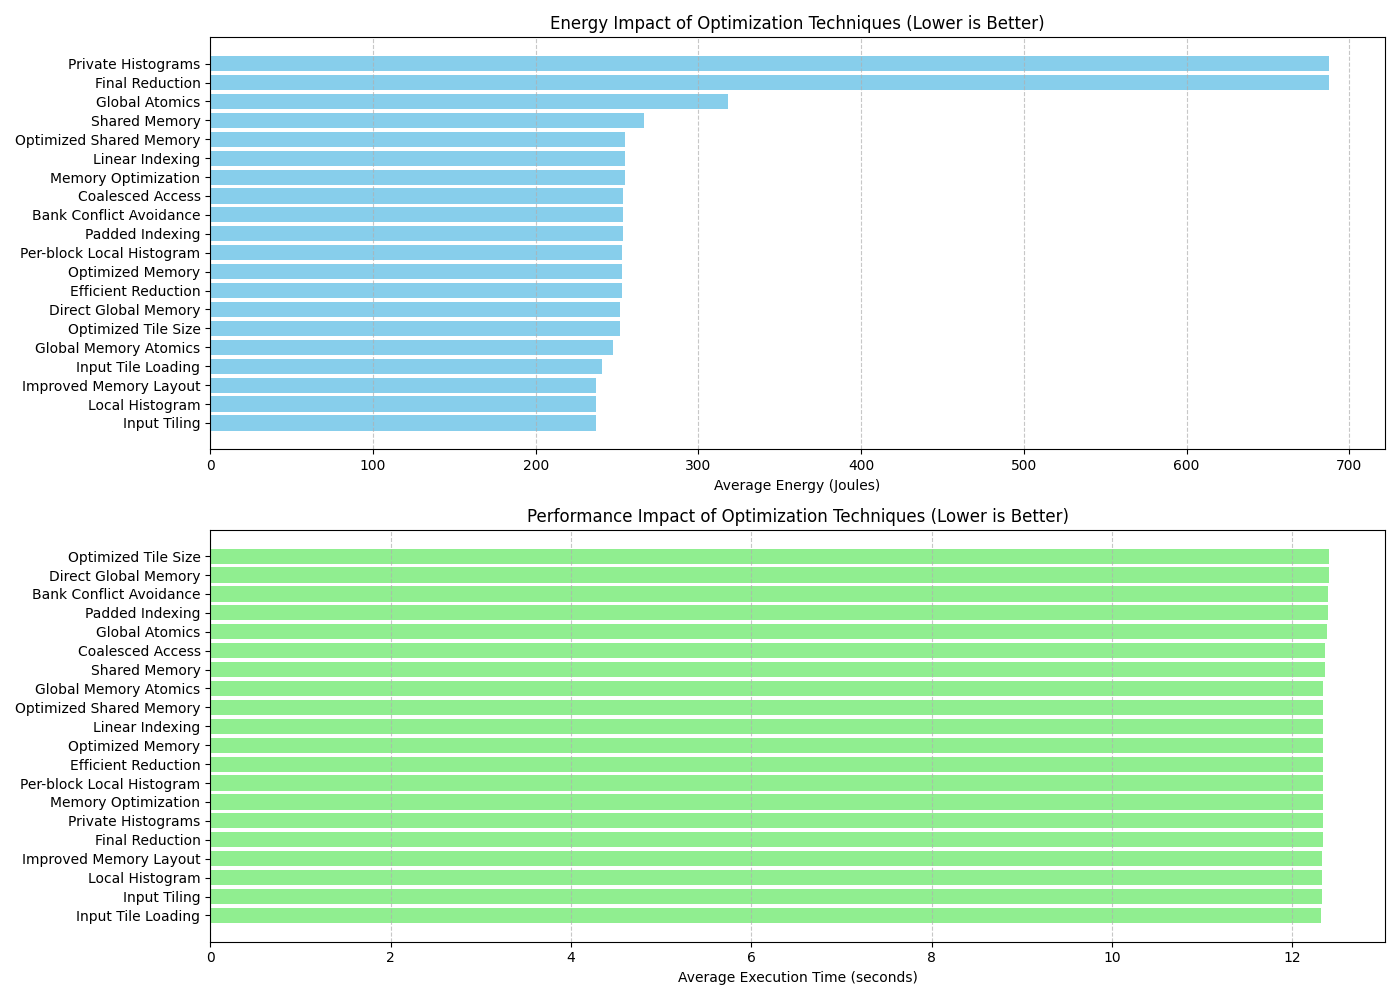 Energy Impact of Optimization Techniques (Lower is Better)
Private Histograms
Final Reduction
Global Atomics
Shared Memory
Optimized Shared Memory
Linear Indexing
Memory Optimization
Coalesced Access
Bank Conflict Avoidance
Padded Indexing
Per-block Local Histogram
Optimized Memory
Efficient Reduction
Direct Global Memory
Optimized Tile Size
Global Memory Atomics
Input Tile Loading
Improved Memory Layout
Local Histogram
Input Tiling
0 100 200 300 400 500 600 700
Average Energy (Joules)
Performance Impact of Optimization Techniques (Lower is Better)
Optimized Tile Size
Direct Global Memory
Bank Conflict Avoidance
Padded Indexing
Global Atomics
Coalesced Access
Shared Memory
Global Memory Atomics
Optimized Shared Memory
Linear Indexing
Optimized Memory
Efficient Reduction
Per-block Local Histogram
Memory Optimization
Private Histograms
Final Reduction
Improved Memory Layout
Local Histogram
Input Tiling
Input Tile Loading
0 2 4 6 8 10 12
Average Execution Time (seconds)